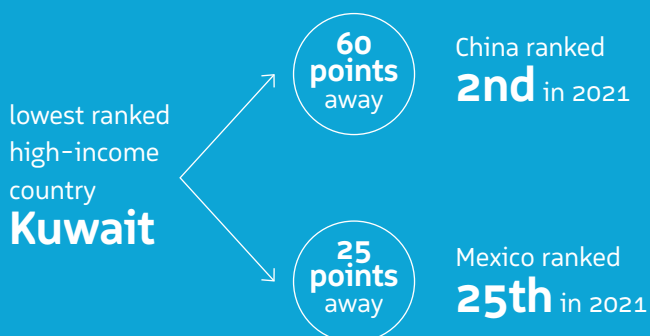 lowest ranked
high-income
country
Kuwait
60
points
away
China ranked
2nd in 2021
25
points
away
Mexico ranked
25th in 2021